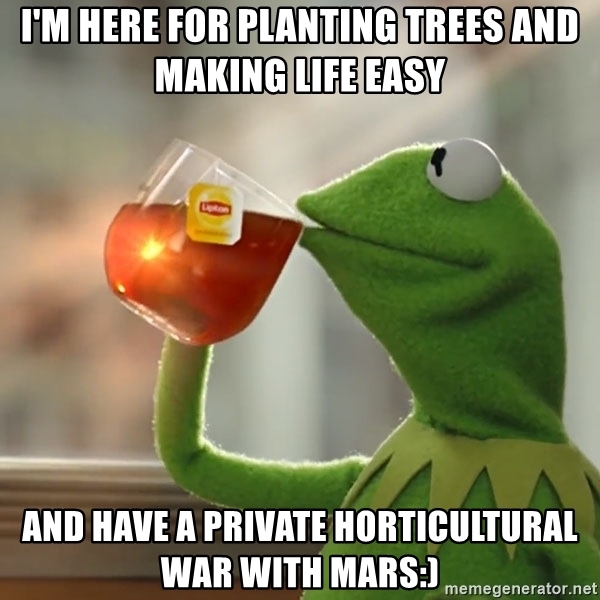 I'M HERE FOR PLANTING TREES AND
MAKING LIFE EASY
Lipton
AND HAVE A PRIVATE HORTICULTURAL
WAR WITH MARS:)
memegenerator.net